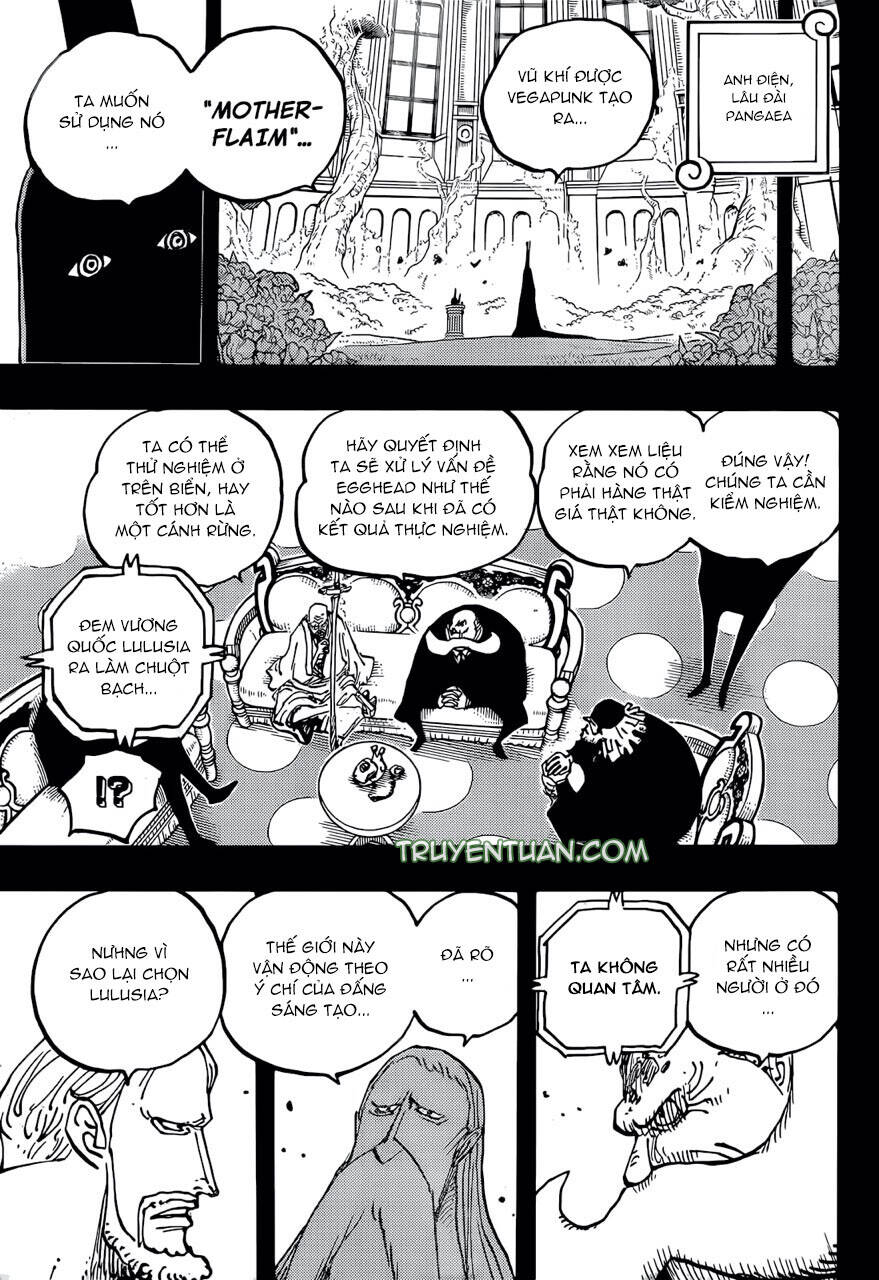 ANH ĐIỆN,
LÂU ĐÀI
PANGAEA
VŨ KHÍ ĐƯỢC
VEGAPUNK TẠO
RA...
"MOTHER-
FLAIM"...
TA MUỐN
SỬ DỤNG NÓ
...
ĐÚNG VẬY!
CHÚNG TA CẦN
KIỂM NGHIỆM.
XEM XEM LIỆU
RẰNG NÓ CÓ
PHẢI HÀNG THẬT
GIÁ THẬT KHÔNG.
HÃY QUYẾT ĐỊNH
TA SẼ XỬ LÝ VẤN ĐỀ
EGGHEAD NHƯ THẾ
NÀO SAU KHI ĐÃ CÓ
KẾT QUẢ THỰC NGHIỆM.
TA CÓ THỂ
THỬ NGHIỆM Ở
TRÊN BIỂN, HAY
TỐT HƠN LÀ
MỘT CÁNH RỪNG.
ĐEM VƯƠNG
QUỐC LULUSIA
RA LÀM CHUỘT
BẠCH...
!?
TRUYENTUAN.COM
NHƯNG CÓ
RẤT NHIỀU
NGƯỜI Ở ĐÓ
...
TA KHÔNG
QUAN TÂM.
ĐÃ RÕ
...
THẾ GIỚI NÀY
VẬN ĐỘNG THEO
Ý CHÍ CỦA ĐẤNG
SÁNG TẠO...
NƯHNG VÌ
SAO LẠI CHỌN
LULUSIA?